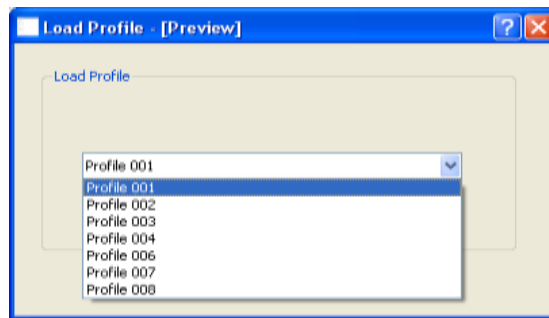 Load Profile - [Preview]
Load Profile
Profile 001
Profile 001
Profile 002
Profile 003
Profile 004
Profile 006
Profile 007
Profile 008